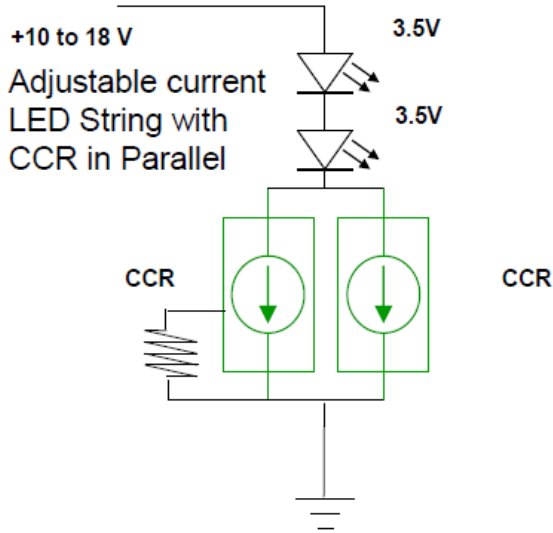 +10 to 18 V
3.5V
Adjustable current
LED String with
CCR in Parallel
3.5V
CCR
CCR